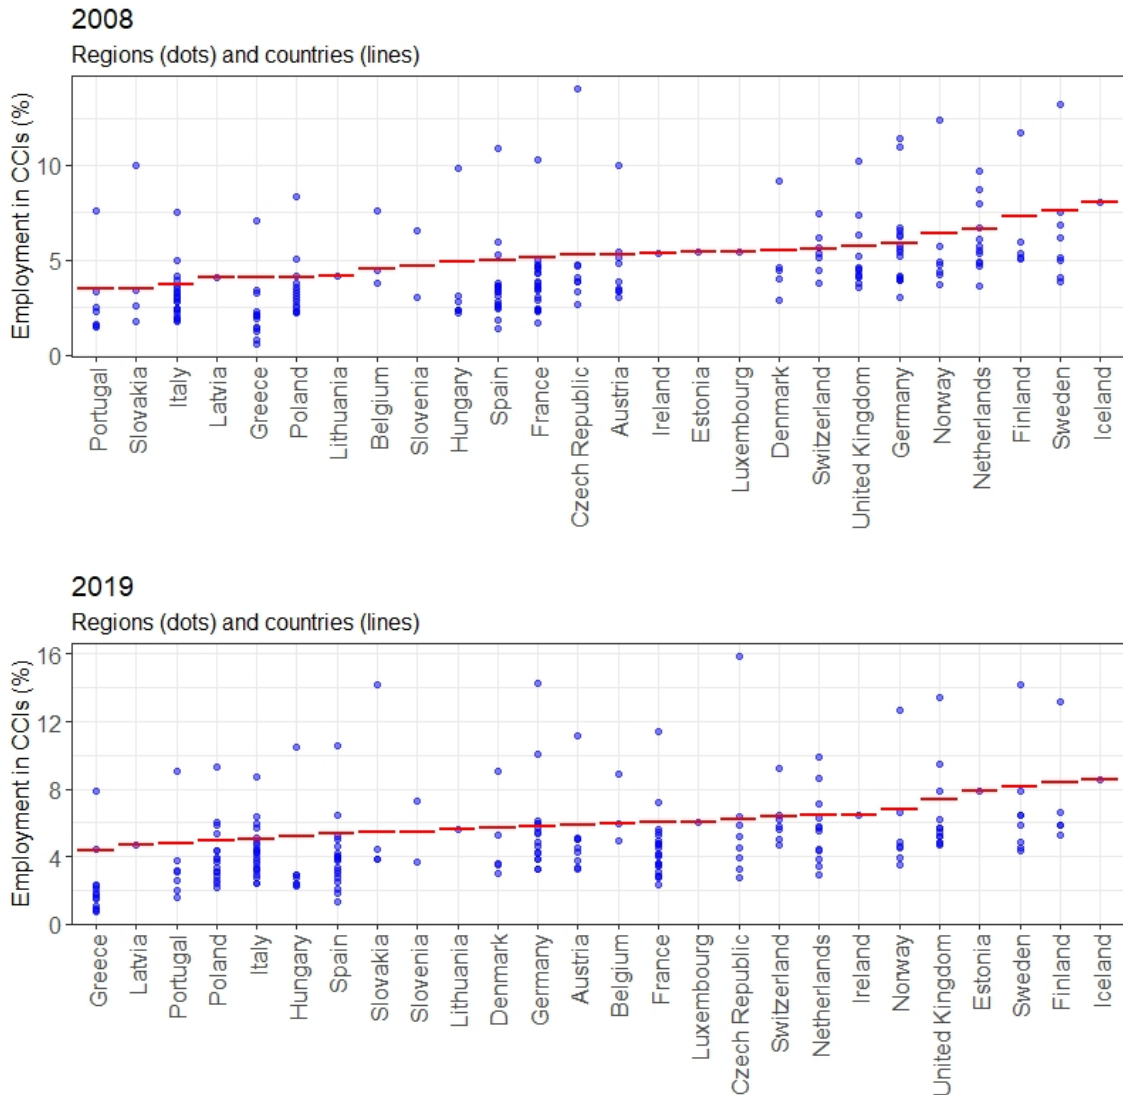 2008
Regions (dots) and countries (lines)
Employment in CCIs (%)
10
5
0
Portugal
Slovakia
Italy
Latvia
Greece
Poland
Lithuania
Belgium
Slovenia
Hungary
Spain
France
Czech Republic
Austria
Ireland
Estonia
Luxembourg
Denmark
Switzerland
United Kingdom
Germany
Norway
Netherlands
Finland
Sweden
Iceland
2019
Regions (dots) and countries (lines)
Employment in CCIs (%)
16
12
8
4
0
Greece
Latvia
Portugal
Poland
Italy
Hungary
Spain
Slovakia
Slovenia
Lithuania
Denmark
Germany
Austria
Belgium
France
Luxembourg
Czech Republic
Switzerland
Netherlands
Ireland
Norway
United Kingdom
Estonia
Sweden
Finland
Iceland